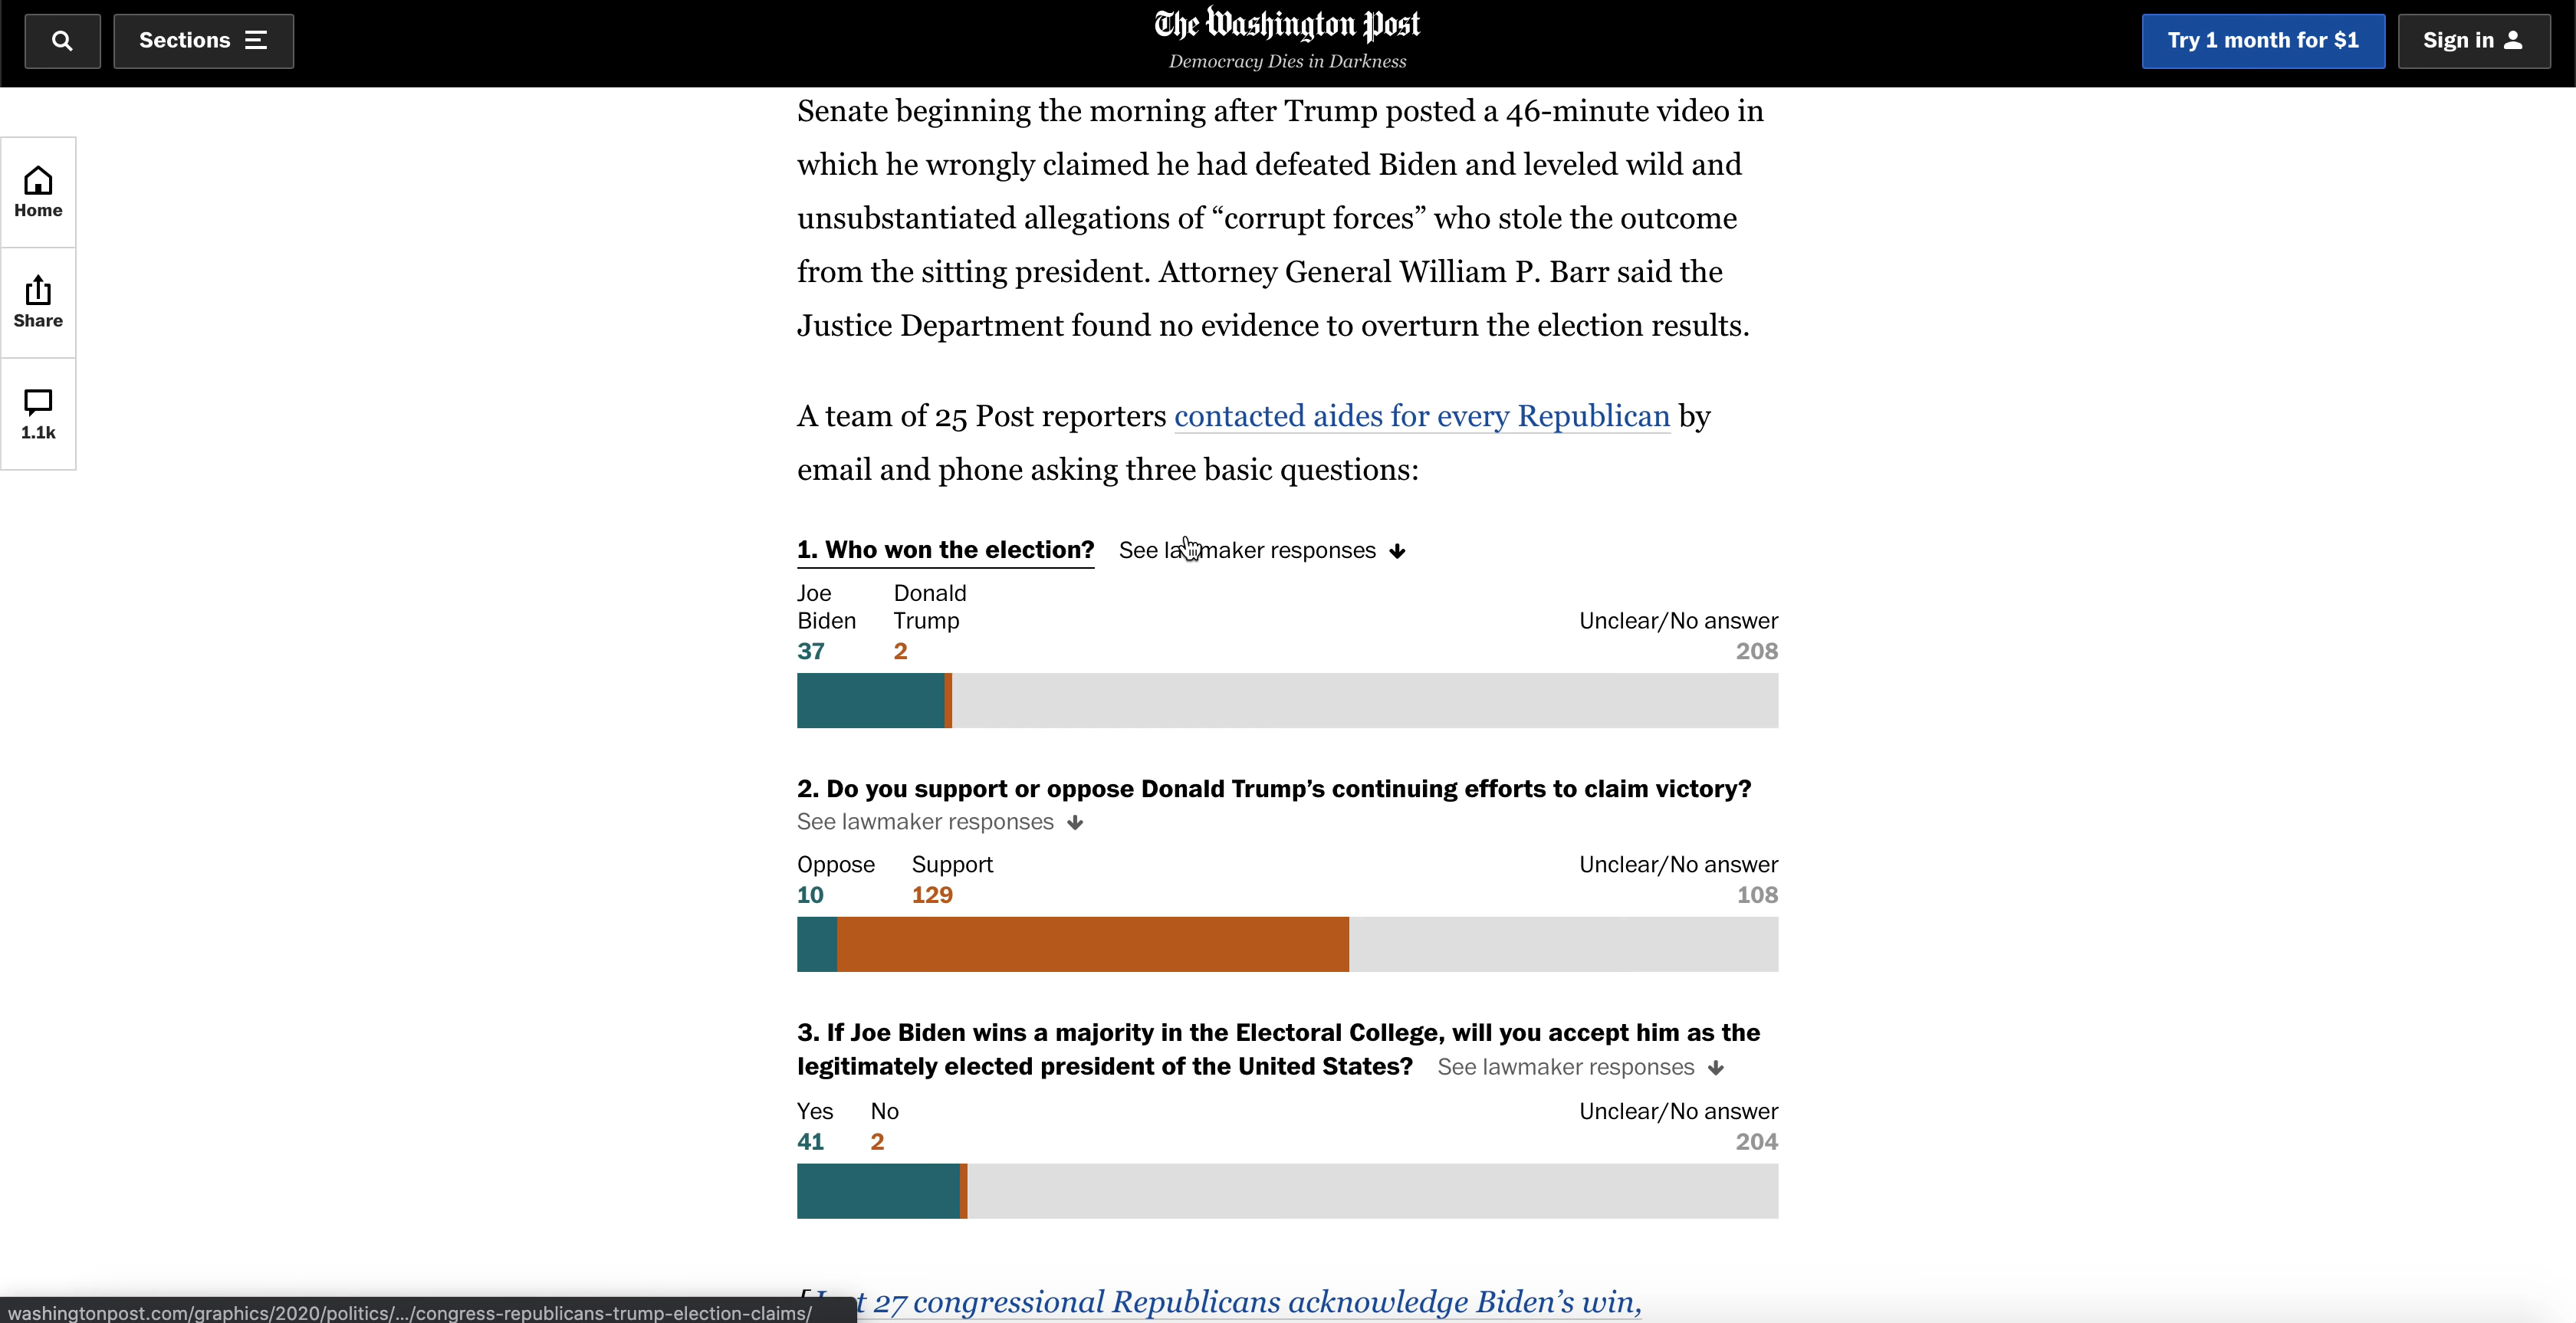 Sections
The Washington Post
Democracy Dies in Darkness
Try 1 month for $1
Sign in
Home
Share
1.1k
Senate beginning the morning after Trump posted a 46-minute video in
which he wrongly claimed he had defeated Biden and leveled wild and
unsubstantiated allegations of “corrupt forces” who stole the outcome
from the sitting president. Attorney General William P. Barr said the
Justice Department found no evidence to overturn the election results.
A team of 25 Post reporters contacted aides for every Republican by
email and phone asking three basic questions:
1. Who won the election? See lawmaker responses
Joe Biden
Donald Trump
Unclear/No answer
37 2 208
2. Do you support or oppose Donald Trump’s continuing efforts to claim victory?
See lawmaker responses
Oppose Support Unclear/No answer
10 129 108
3. If Joe Biden wins a majority in the Electoral College, will you accept him as the
legitimately elected president of the United States? See lawmaker responses
Yes No Unclear/No answer
41 2 204
27 congressional Republicans acknowledge Biden’s win,
washingtonpost.com/graphics/2020/politics/.../congress-republicans-trump-election-claims/